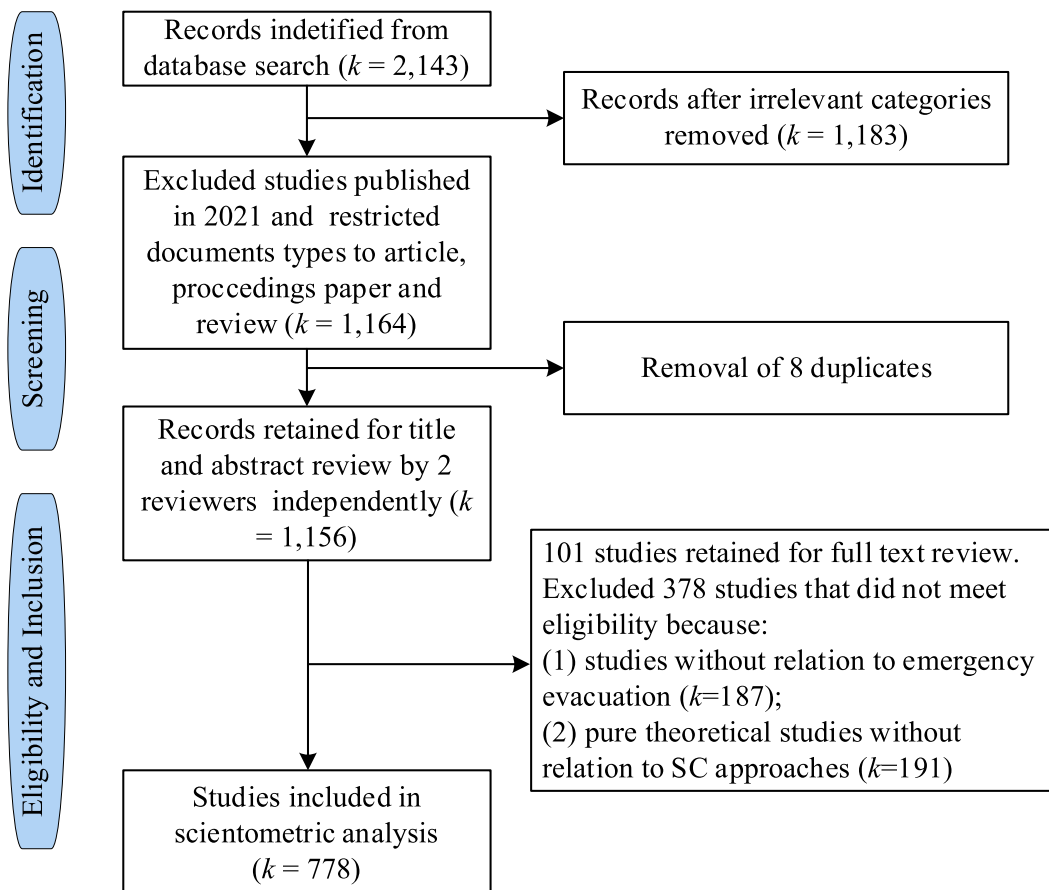 Identification
Records indetified from
database search (k = 2,143)
Records after irrelevant categories
removed (k = 1,183)
Excluded studies published
in 2021 and restricted
documents types to article,
proccedings paper and
review (k = 1,164)
Screening
Removal of 8 duplicates
Records retained for title
and abstract review by 2
reviewers independently (k
= 1,156)
Eligibility and Inclusion
101 studies retained for full text review.
Excluded 378 studies that did not meet
eligibility because:
(1) studies without relation to emergency
evacuation (k=187);
(2) pure theoretical studies without
relation to SC approaches (k=191)
Studies included in
scientometric analysis
(k = 778)